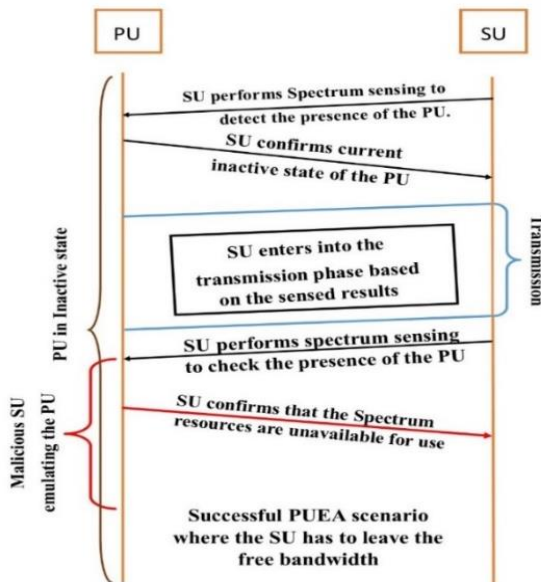 PU
SU
SU performs Spectrum sensing to
detect the presence of the PU.
SU confirms current
inactive state of the PU
SU enters into the
transmission phase based
on the sensed results
Transmission
PU in Inactive state
SU performs spectrum sensing
to check the presence of the PU
Malicious SU
emulating the PU
SU confirms that the Spectrum
resources are unavailable for use
Successful PUEA scenario
where the SU has to leave the
free bandwidth